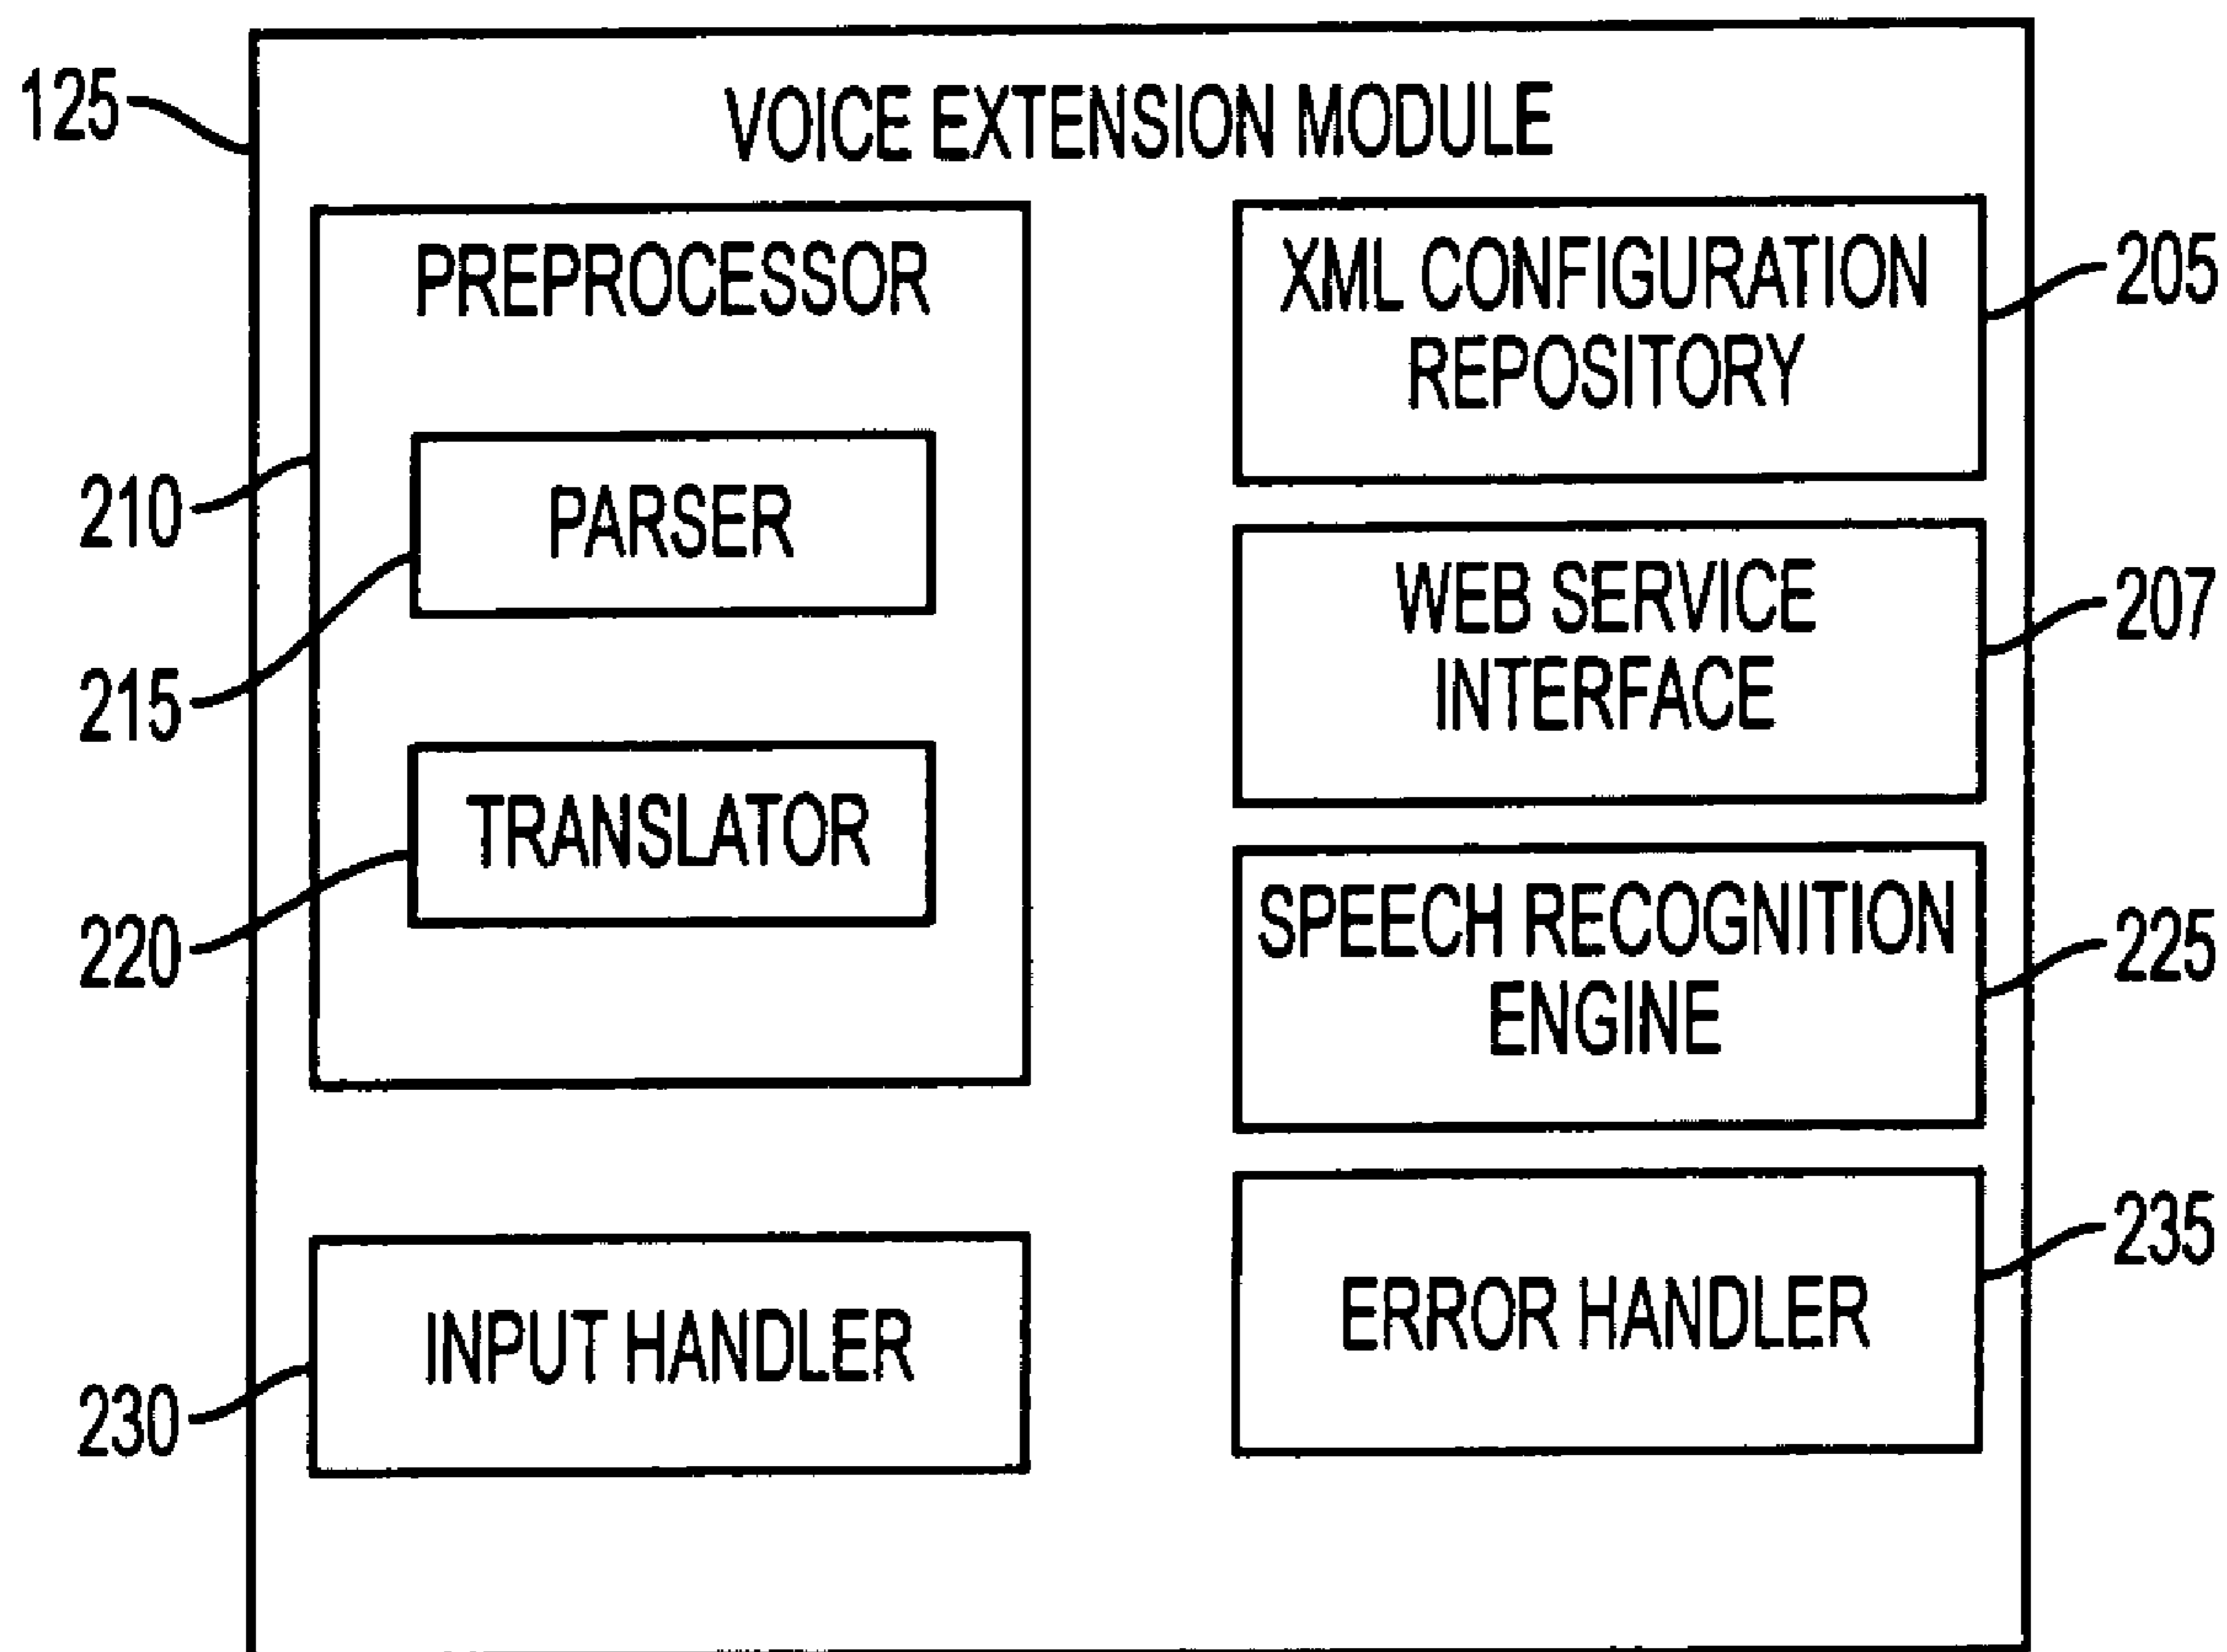 125
VOICE EXTENSION MODULE
PREPROCESSOR
210
PARSER
215
TRANSLATOR
220
INPUT HANDLER
230
XML CONFIGURATION
REPOSITORY
205
WEB SERVICE
INTERFACE
207
SPEECH RECOGNITION
ENGINE
225
ERROR HANDLER
235